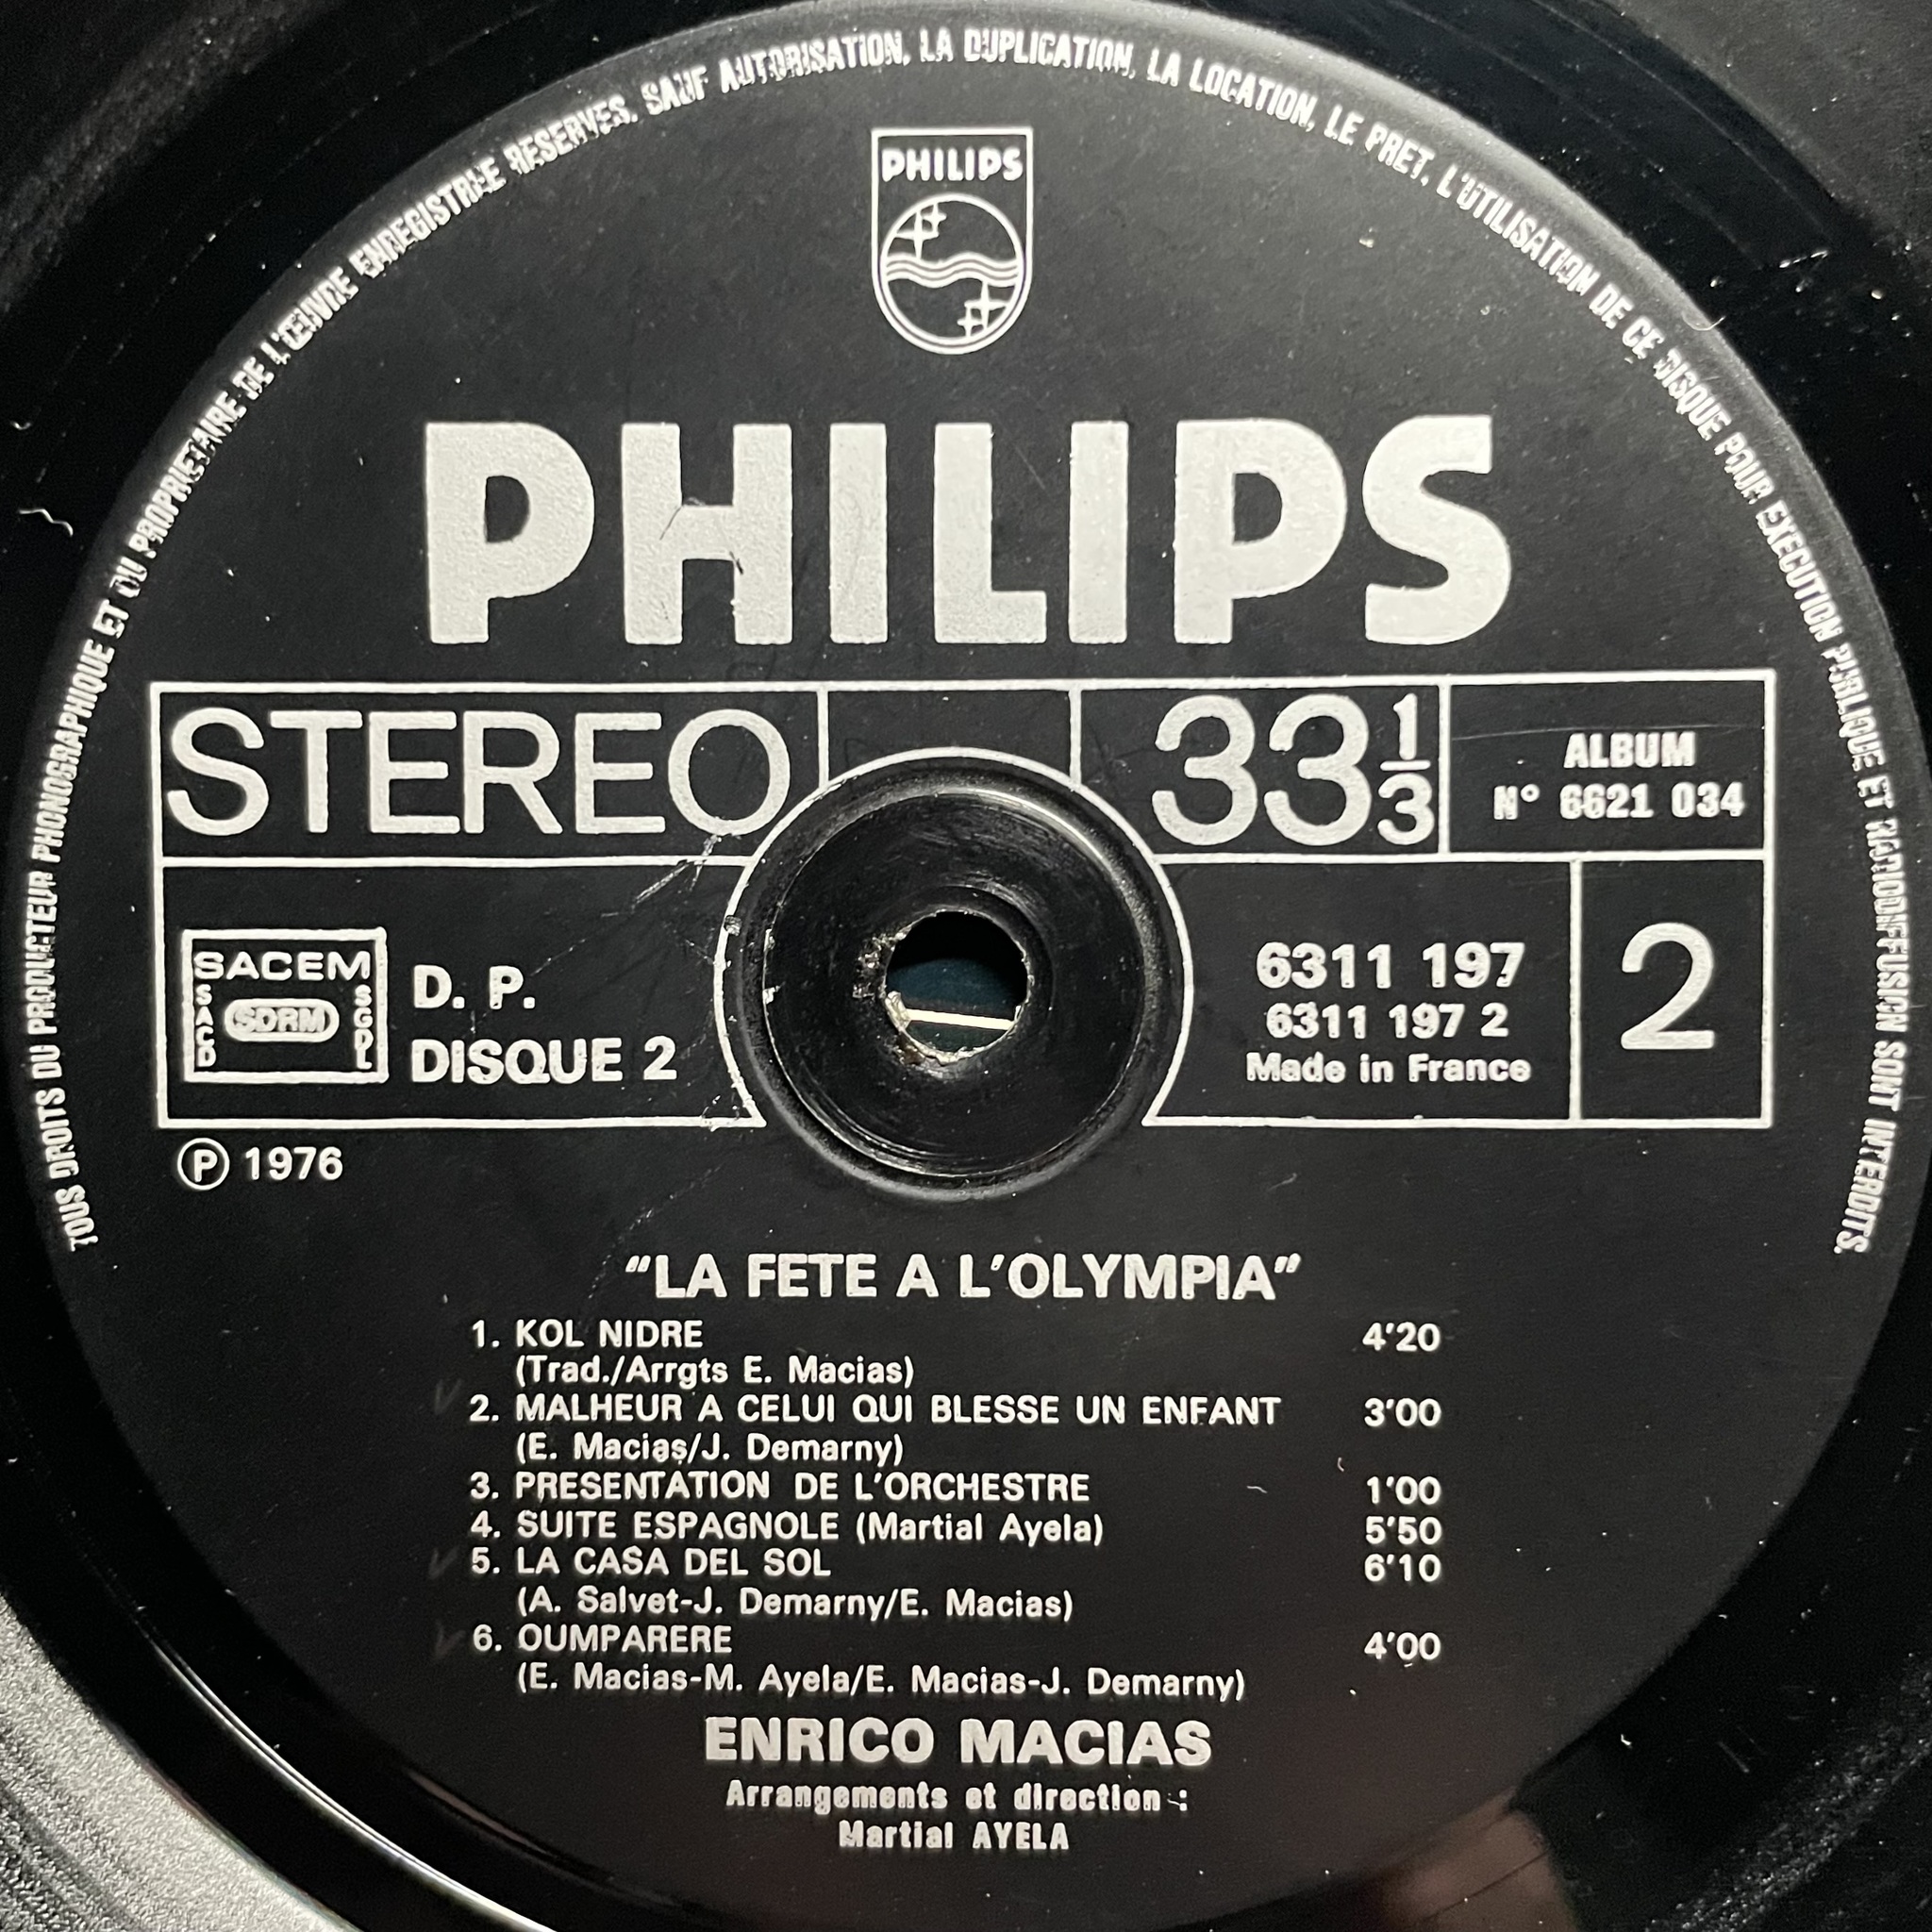 TOUS DROITS DU PRODUCTEUR PHONOGRAPHIQUE ET DU PROPRIETAIRE DE L'ŒUVRE ENREGISTREE RESERVES. SAUF AUTORISATION, LA DUPLICATION, LA LOCATION, LE PRET, L'UTILISATION DE CE DISQUE POUR EXECUTION PUBLIQUE ET RADIODIFFUSION SONT INTERDITS.
PHILIPS
PHILIPS
STEREO
33 1/3
ALBUM
N° 6621 034
SACEM
SACD
SDRM
SGDL
D. P.
DISQUE 2
6311 197
6311 197 2
Made in France
2
Ⓟ 1976
"LA FETE A L'OLYMPIA"
1. KOL NIDRE 4'20
(Trad./Arrgts E. Macias)
2. MALHEUR A CELUI QUI BLESSE UN ENFANT 3'00
(E. Macias/J. Demarny)
3. PRESENTATION DE L'ORCHESTRE 1'00
4. SUITE ESPAGNOLE (Martial Ayela) 5'50
5. LA CASA DEL SOL 6'10
(A. Salvet-J. Demarny/E. Macias)
6. OUMPARERE 4'00
(E. Macias-M. Ayela/E. Macias-J. Demarny)
ENRICO MACIAS
Arrangements et direction :
Martial AYELA